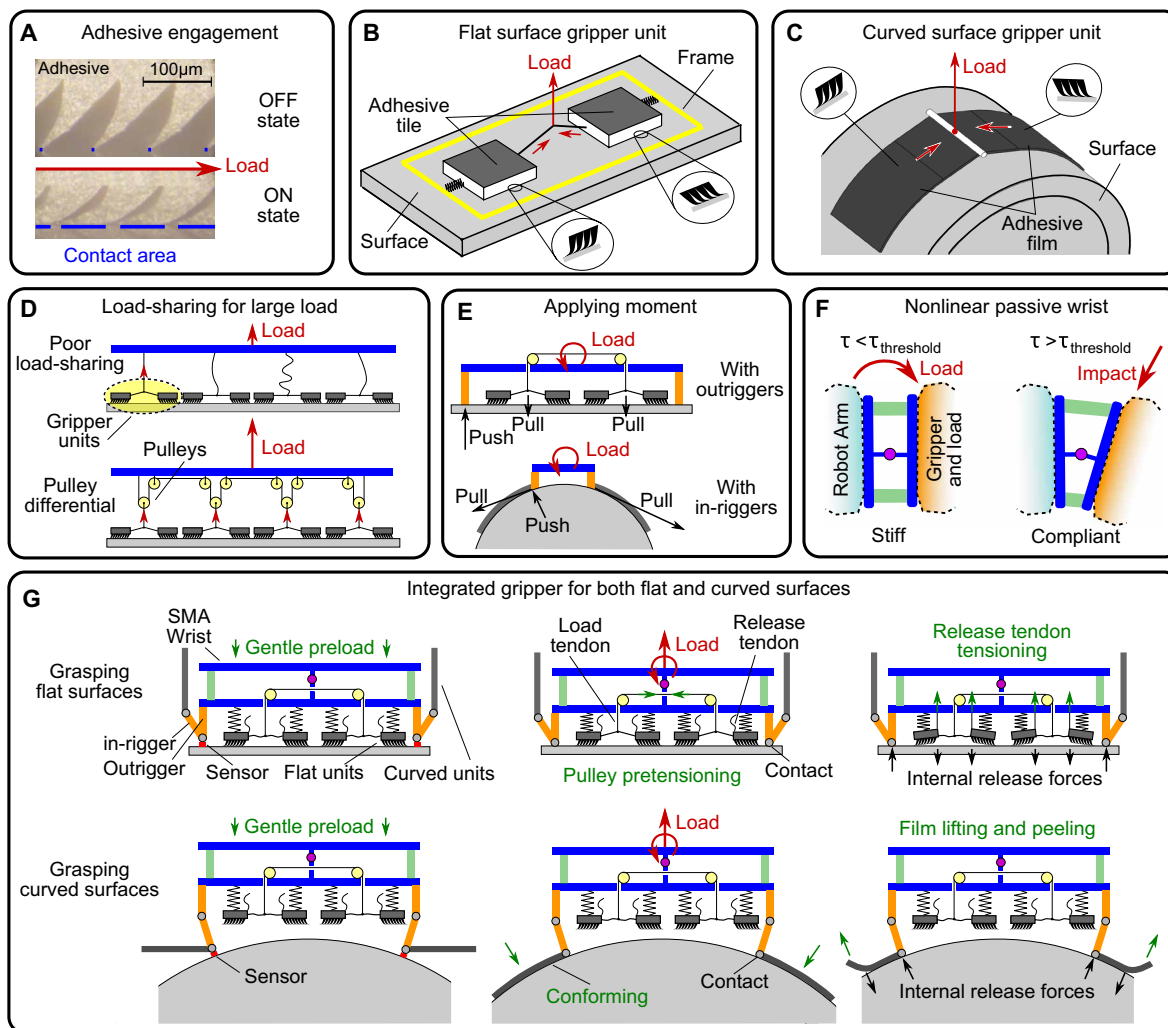 A
Adhesive engagement
Adhesive
100μm
OFF
state
Load
ON
state
Contact area
B
Flat surface gripper unit
Load
Frame
Adhesive
tile
Surface
C
Curved surface gripper unit
Load
Surface
Adhesive
film
D
Load-sharing for large load
Poor
load-sharing
Load
Gripper
units
Pulleys
Load
Pulley
differential
E
Applying moment
Load
With
outriggers
Pull
Pull
Push
Load
Pull
Pull
With
in-riggers
Push
F
Nonlinear passive wrist
τ < τthreshold
Load
τ > τthreshold
Impact
Robot Arm
Gripper
and load
Stiff
Compliant
G
Integrated gripper for both flat and curved surfaces
SMA
Wrist
Gentle preload
Grasping
flat surfaces
in-rigger
Outrigger
Sensor
Flat units
Curved units
Load
tendon
Load
Release
tendon
Pulley pretensioning
Contact
Release tendon
tensioning
Internal release forces
Gentle preload
Grasping
curved surfaces
Sensor
Load
Conforming
Contact
Film lifting and peeling
Internal release forces